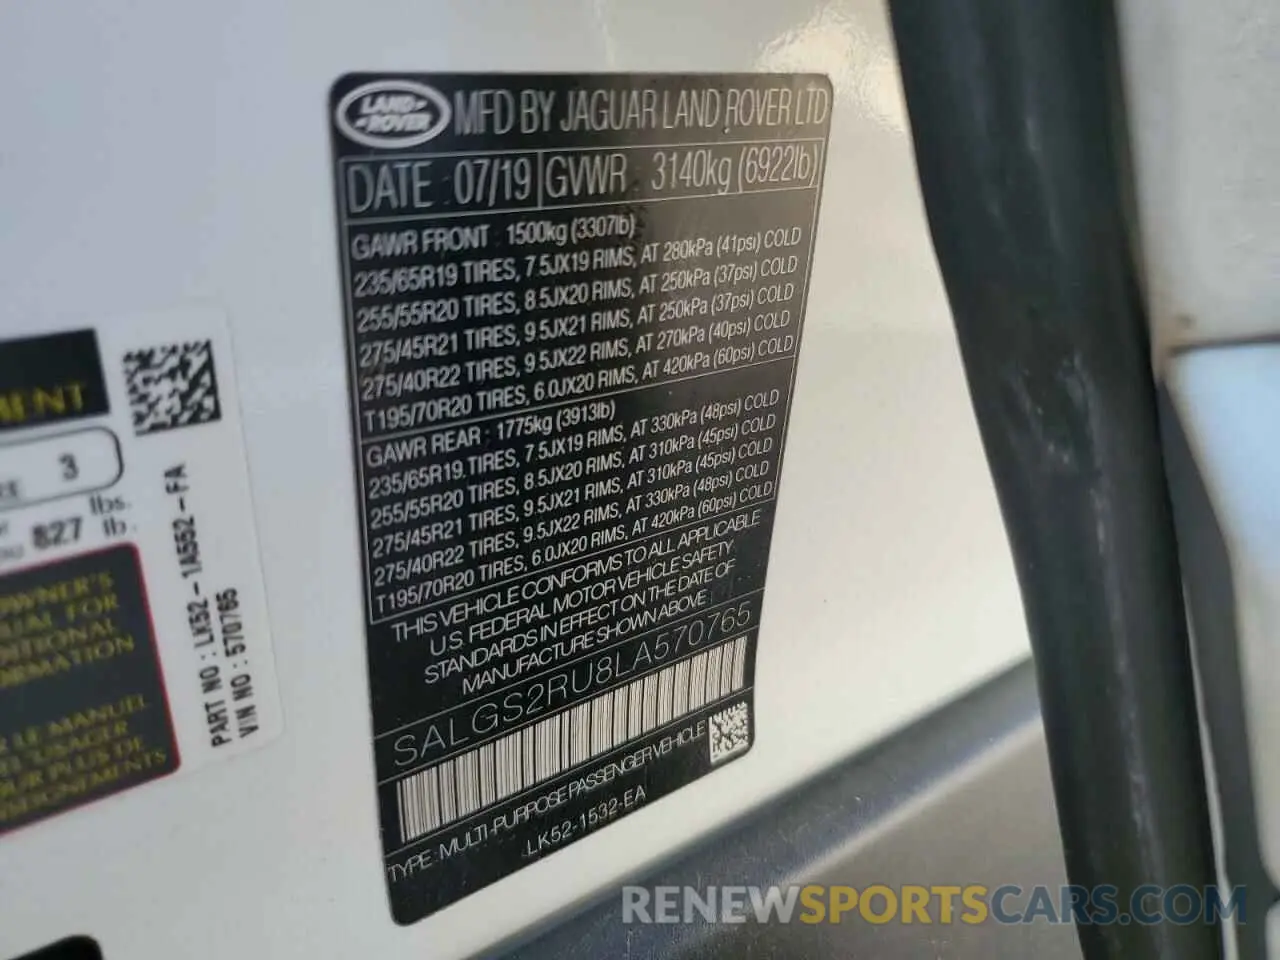 LAND-
-ROVER
MFD BY JAGUAR LAND ROVER LTD
DATE : 07/19 GVWR : 3140kg (6922lb)
GAWR FRONT : 1500kg (3307lb)
235/65R19 TIRES, 7.5JX19 RIMS, AT 280kPa (41psi) COLD
255/55R20 TIRES, 8.5JX20 RIMS, AT 250kPa (37psi) COLD
275/45R21 TIRES, 9.5JX21 RIMS, AT 250kPa (37psi) COLD
275/40R22 TIRES, 9.5JX22 RIMS, AT 270kPa (40psi) COLD
T195/70R20 TIRES, 6.0JX20 RIMS, AT 420kPa (60psi) COLD
GAWR REAR : 1775kg (3913lb)
235/65R19 TIRES, 7.5JX19 RIMS, AT 330kPa (48psi) COLD
255/55R20 TIRES, 8.5JX20 RIMS, AT 310kPa (45psi) COLD
275/45R21 TIRES, 9.5JX21 RIMS, AT 310kPa (45psi) COLD
275/40R22 TIRES, 9.5JX22 RIMS, AT 330kPa (48psi) COLD
T195/70R20 TIRES, 6.0JX20 RIMS, AT 420kPa (60psi) COLD
THIS VEHICLE CONFORMS TO ALL APPLICABLE
U.S. FEDERAL MOTOR VEHICLE SAFETY
STANDARDS IN EFFECT ON THE DATE OF
MANUFACTURE SHOWN ABOVE
SALGS2RU8LA570765
TYPE : MULTI-PURPOSE PASSENGER VEHICLE
LK52-1532-EA
3
lbs.
827 lb.
PART NO : LK52-1A552-FA
VIN NO : 570765
MANUEL
PLUS DE
RENEWSPORTSCARS.COM